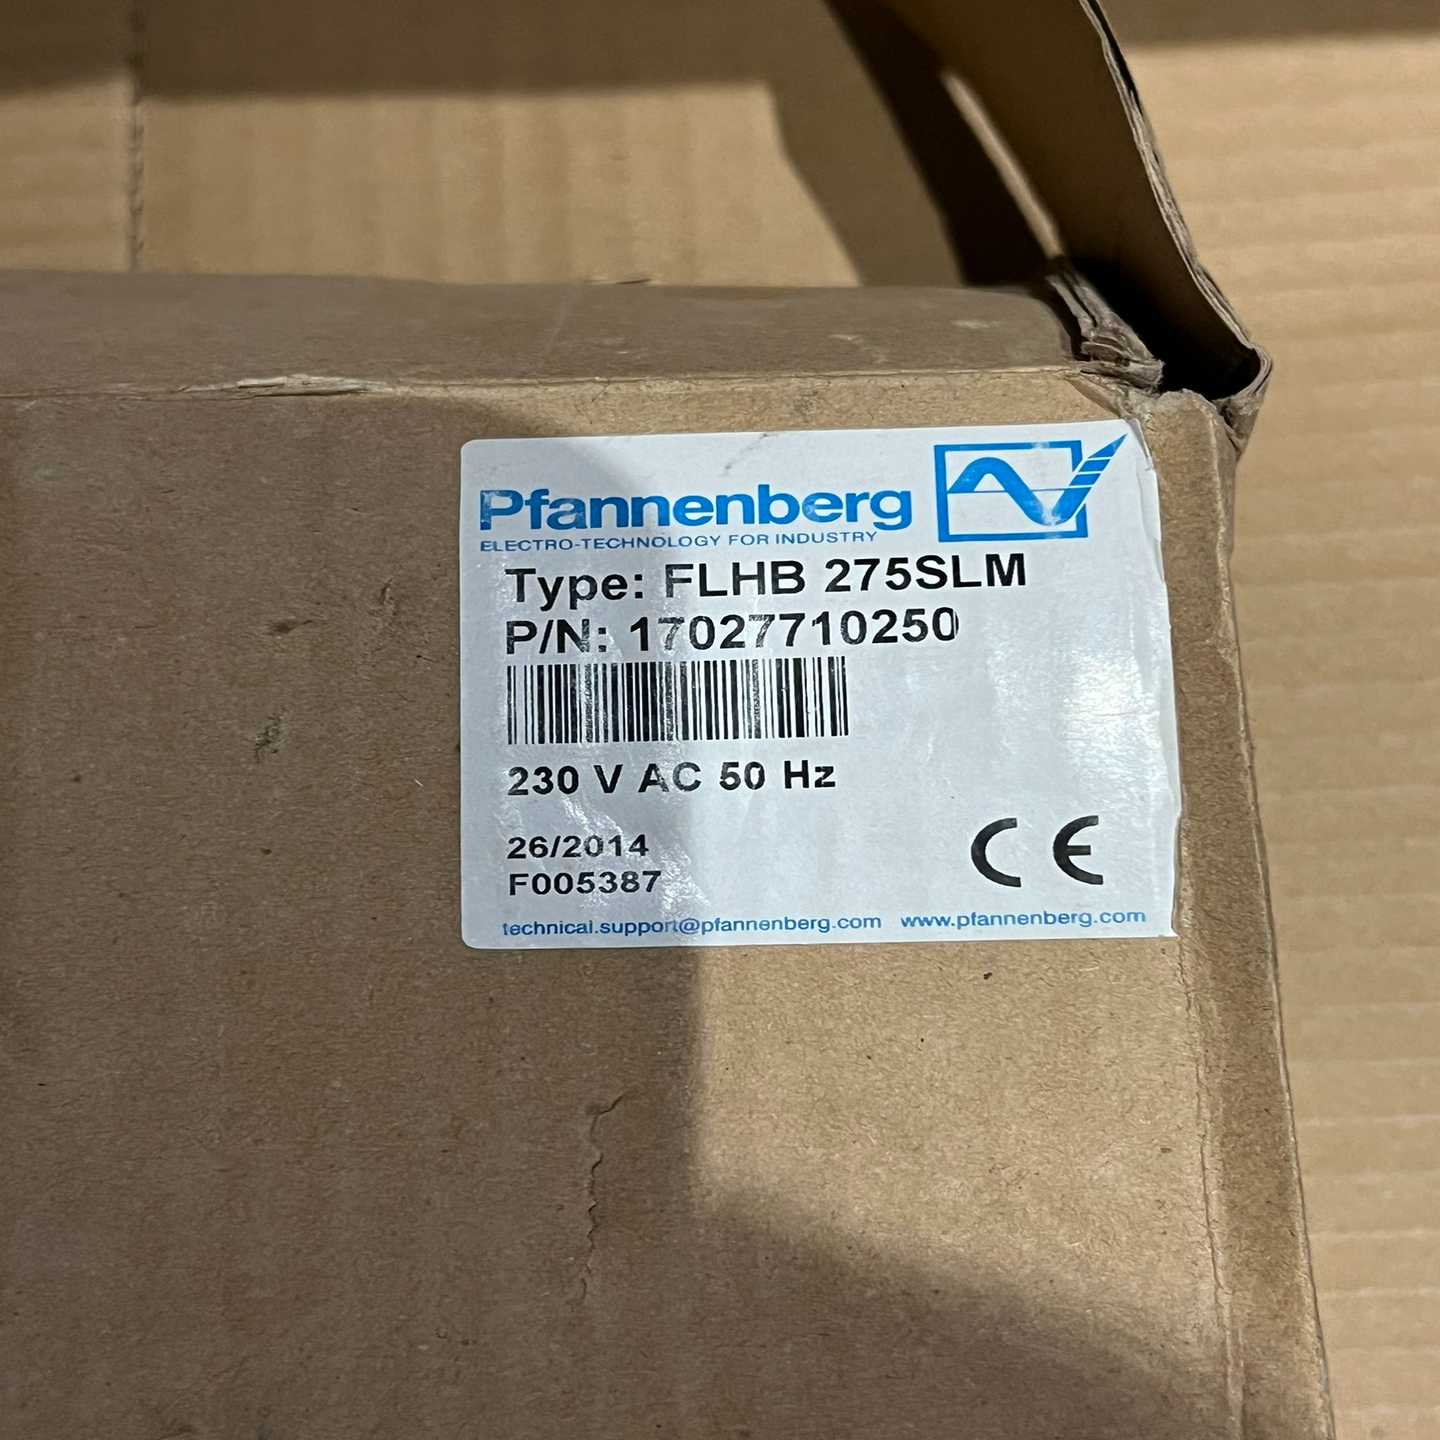 Pfannenberg
ELECTRO-TECHNOLOGY FOR INDUSTRY
Type: FLHB 275SLM
P/N: 17027710250
230 V AC 50 Hz
26/2014
F005387
CE
technical.support@pfannenberg.com www.pfannenberg.com